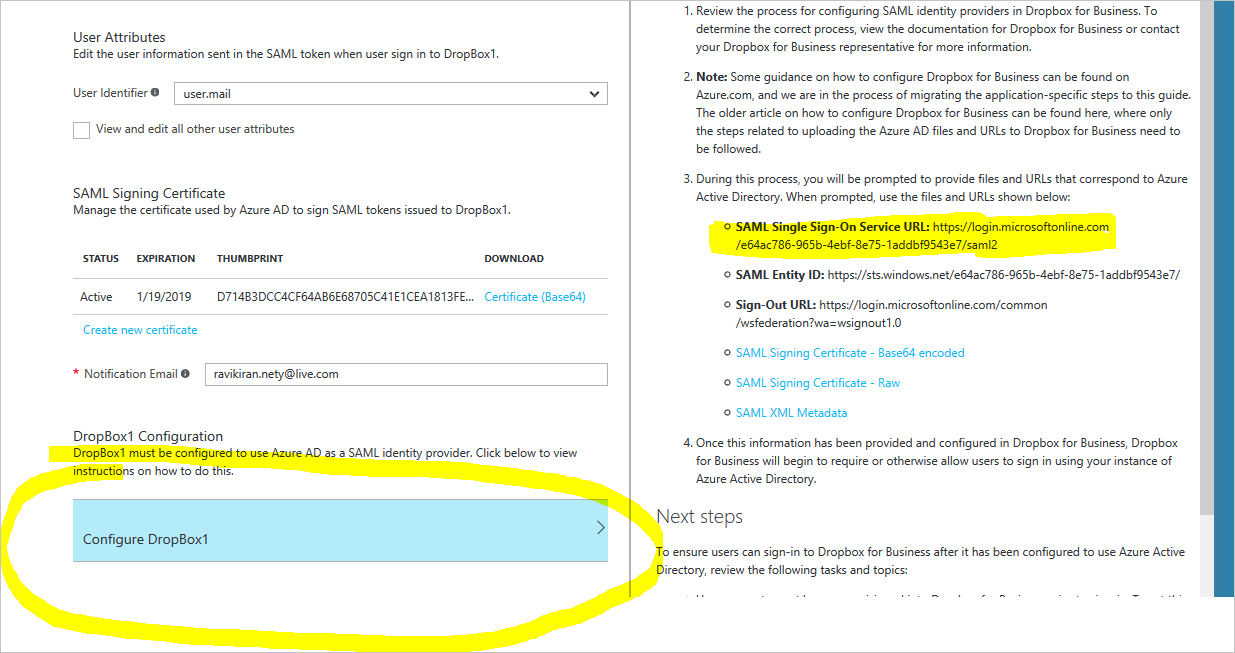 User Attributes
Edit the user information sent in the SAML token when user sign in to DropBox1.
User Identifier
user.mail
View and edit all other user attributes
SAML Signing Certificate
Manage the certificate used by Azure AD to sign SAML tokens issued to DropBox1.
STATUS EXPIRATION THUMBPRINT DOWNLOAD
Active 1/19/2019 D714B3DCC4CF64AB6E68705C41E1CEA1813FE... Certificate (Base64)
Create new certificate
* Notification Email
ravikiran.nety@live.com
DropBox1 Configuration
DropBox1 must be configured to use Azure AD as a SAML identity provider. Click below to view
instructions on how to do this.
Configure DropBox1
1. Review the process for configuring SAML identity providers in Dropbox for Business. To
determine the correct process, view the documentation for Dropbox for Business or contact
your Dropbox for Business representative for more information.
2. Note: Some guidance on how to configure Dropbox for Business can be found on
Azure.com, and we are in the process of migrating the application-specific steps to this guide.
The older article on how to configure Dropbox for Business can be found here, where only
the steps related to uploading the Azure AD files and URLs to Dropbox for Business need to
be followed.
3. During this process, you will be prompted to provide files and URLs that correspond to Azure
Active Directory. When prompted, use the files and URLs shown below:
SAML Single Sign-On Service URL: https://login.microsoftonline.com
/e64ac786-965b-4ebf-8e75-1addbf9543e7/saml2
SAML Entity ID: https://sts.windows.net/e64ac786-965b-4ebf-8e75-1addbf9543e7/
Sign-Out URL: https://login.microsoftonline.com/common
/wsfederation?wa=wsignout1.0
SAML Signing Certificate - Base64 encoded
SAML Signing Certificate - Raw
SAML XML Metadata
4. Once this information has been provided and configured in Dropbox for Business, Dropbox
for Business will begin to require or otherwise allow users to sign in using your instance of
Azure Active Directory.
Next steps
To ensure users can sign-in to Dropbox for Business after it has been configured to use Azure Active
Directory, review the following tasks and topics: